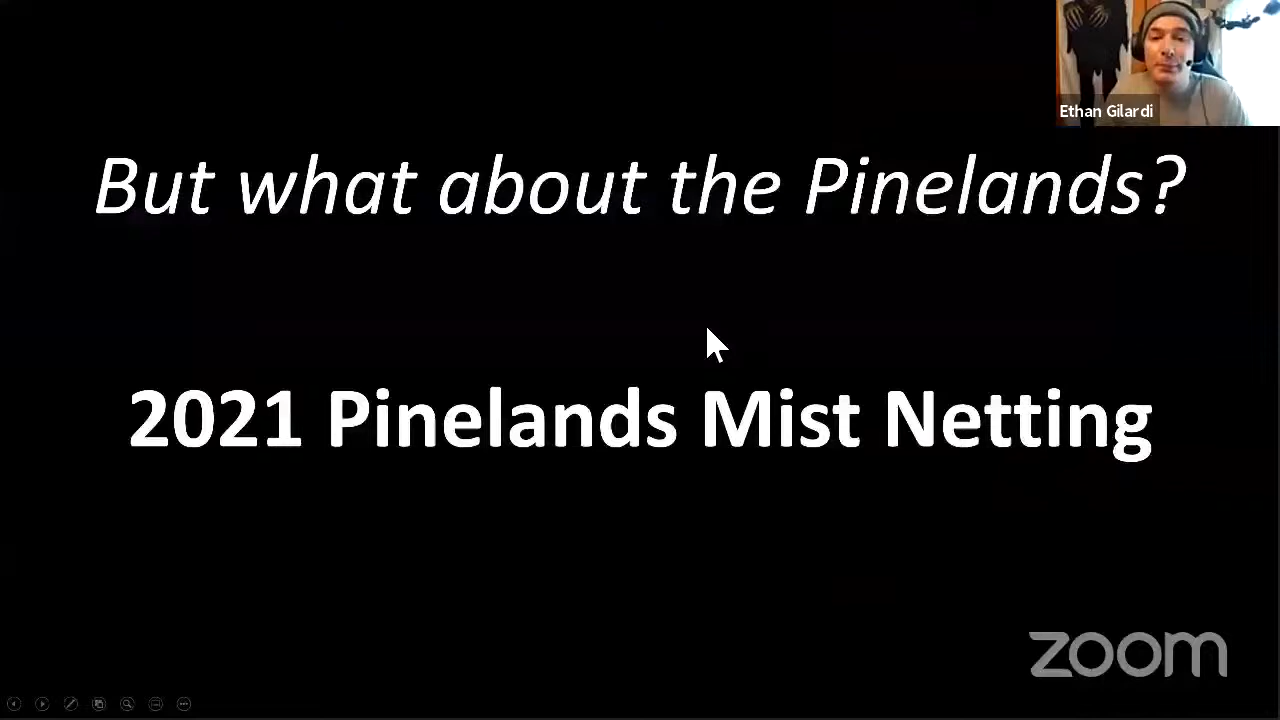 Ethan Gilardi
But what about the Pinelands?
2021 Pinelands Mist Netting
zoom